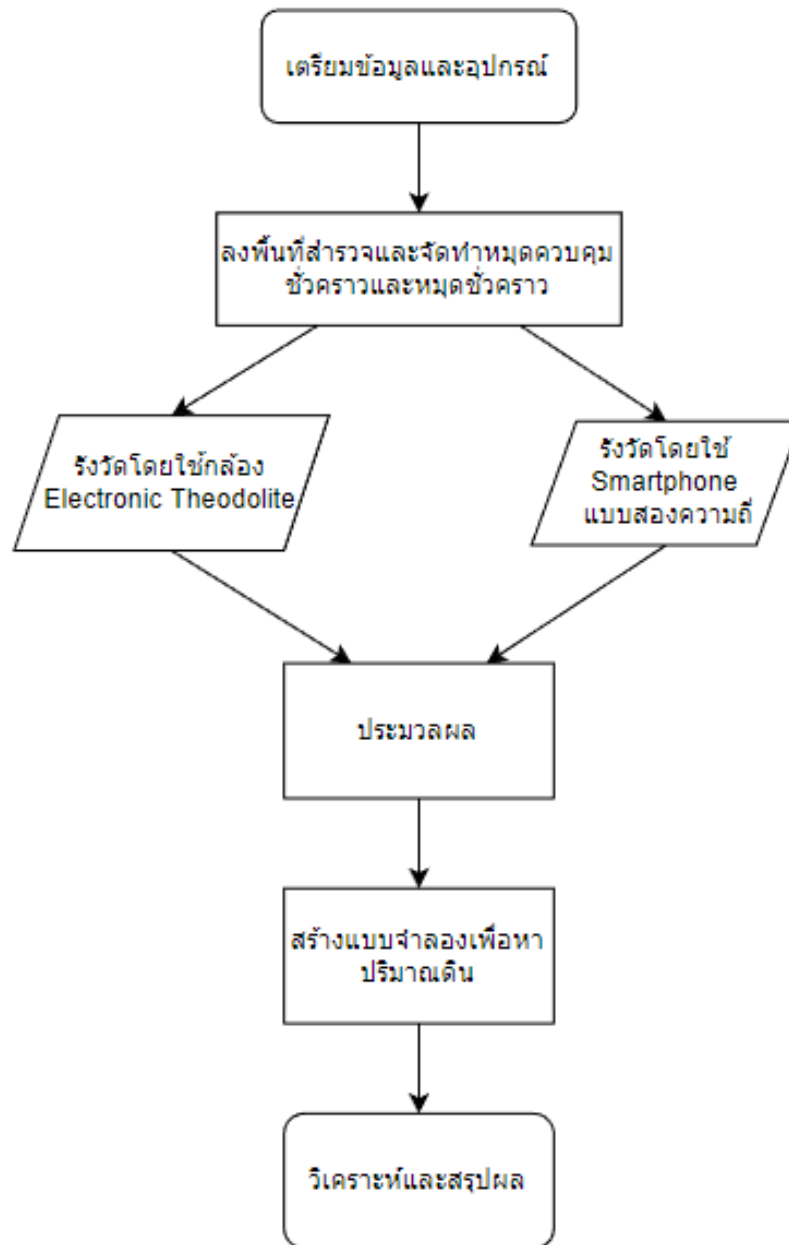 เตรียมข้อมูลและอุปกรณ์
ลงพื้นที่สำรวจและจัดทำหมุดควบคุม
ชั่วคราวและหมุดชั่วคราว
รังวัดโดยใช้กล้อง
Electronic Theodolite
รังวัดโดยใช้
Smartphone
แบบสองความถี่
ประมวลผล
สร้างแบบจำลองเพื่อหา
ปริมาณดิน
วิเคราะห์และสรุปผล